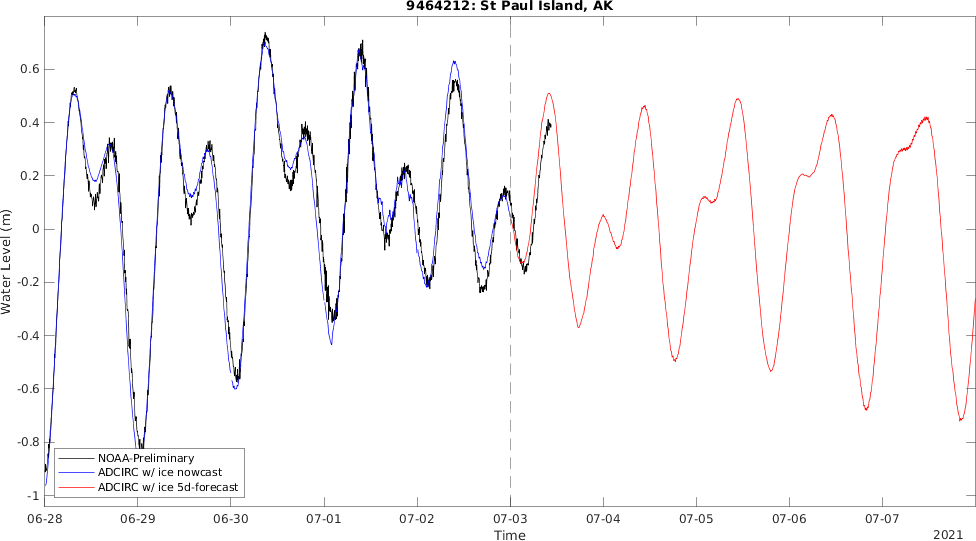 9464212: St Paul Island, AK
Water Level (m)
0.6
0.4
0.2
0
-0.2
-0.4
-0.6
-0.8
-1
NOAA-Preliminary
ADCIRC w/ ice nowcast
ADCIRC w/ ice 5d-forecast
06-28 06-29 06-30 07-01 07-02 07-03 07-04 07-05 07-06 07-07
Time
2021